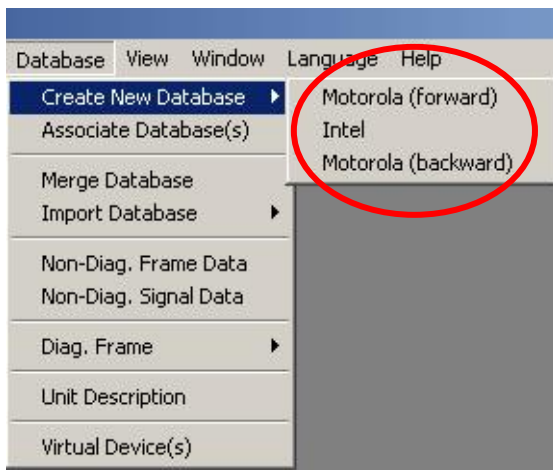 Database View Window Language Help
Create New Database
Associate Database(s)
Merge Database
Import Database
Non-Diag. Frame Data
Non-Diag. Signal Data
Diag. Frame
Unit Description
Virtual Device(s)
Motorola (forward)
Intel
Motorola (backward)